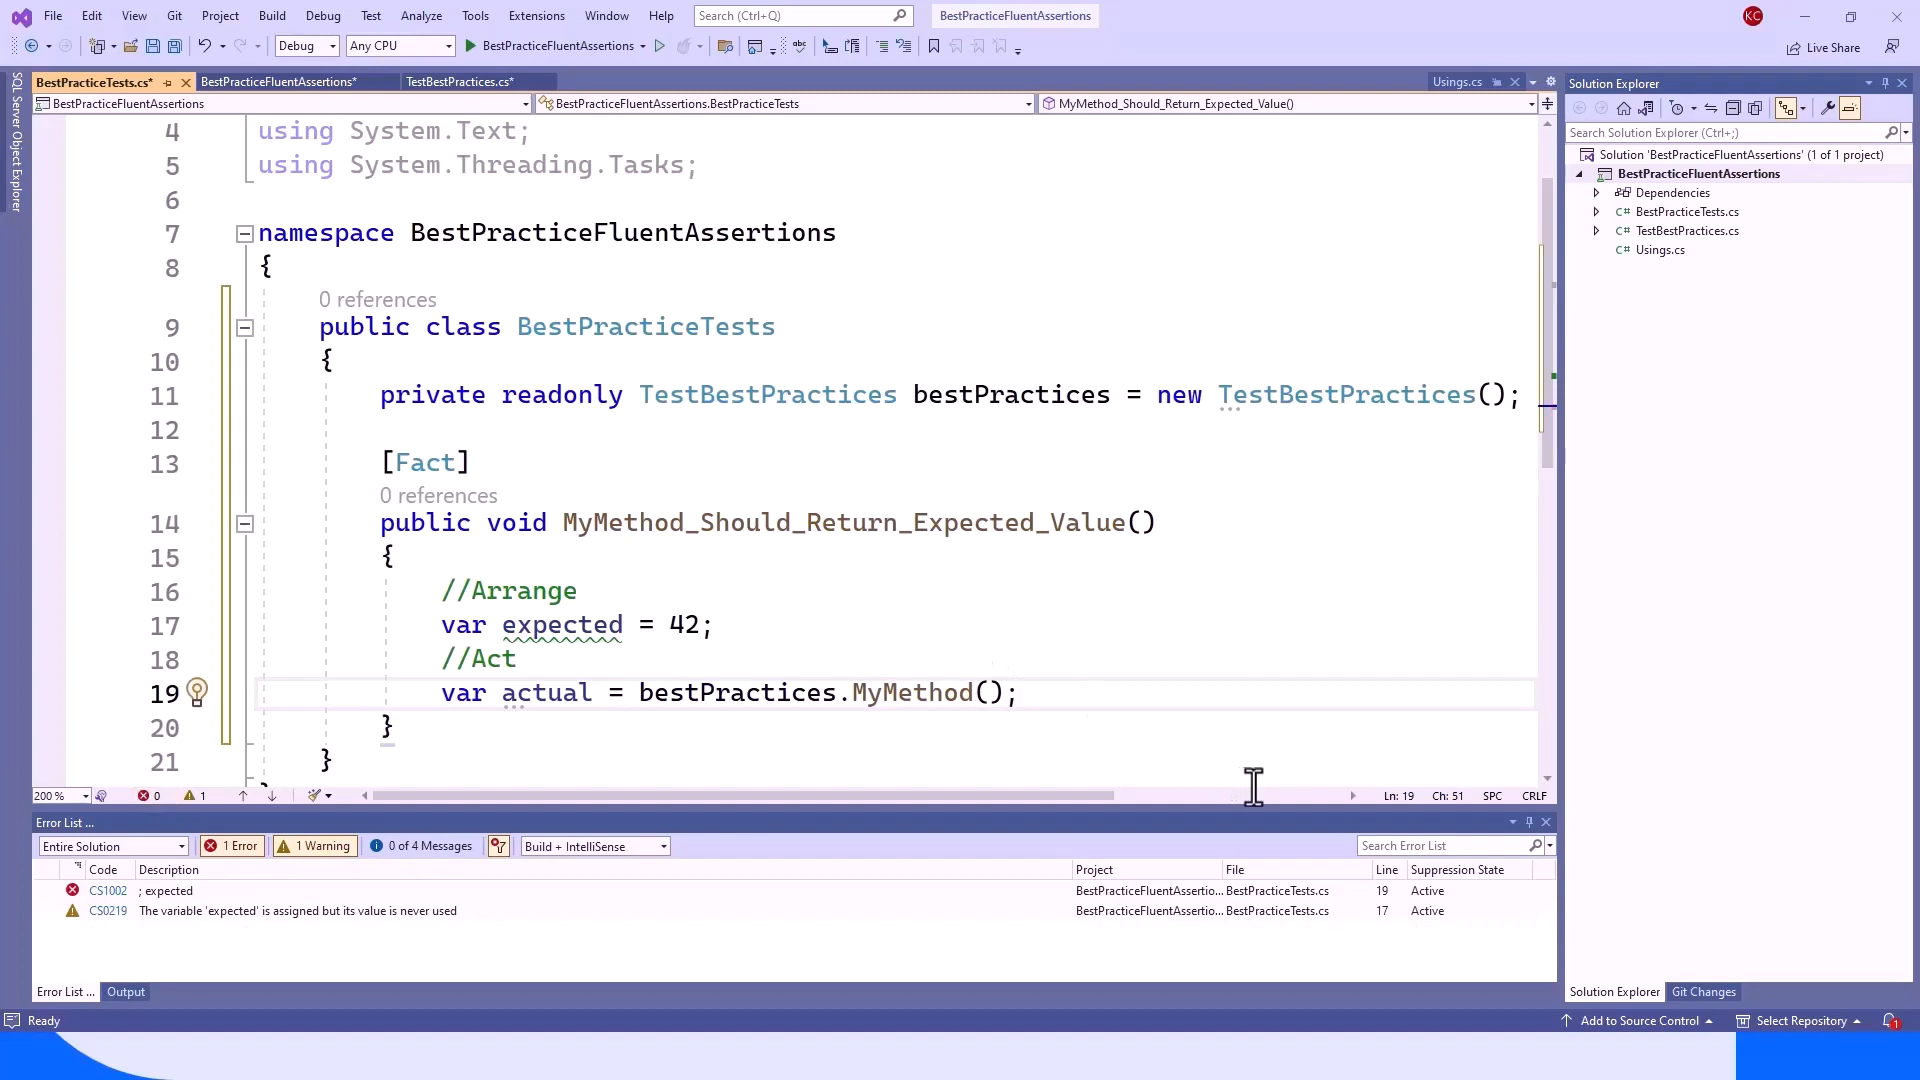 File Edit View Git Project Build Debug Test Analyze Tools Extensions Window Help Search (Ctrl+Q) BestPracticeFluentAssertions KC
Debug Any CPU BestPracticeFluentAssertions Live Share
SQL Server Object Explorer
BestPracticeTests.cs* BestPracticeFluentAssertions* TestBestPractices.cs* Usings.cs
BestPracticeFluentAssertions BestPracticeFluentAssertions.BestPracticeTests MyMethod_Should_Return_Expected_Value()
4 using System.Text;
5 using System.Threading.Tasks;
6
7 namespace BestPracticeFluentAssertions
8 {
0 references
9 public class BestPracticeTests
10 {
11 private readonly TestBestPractices bestPractices = new TestBestPractices();
12
13 [Fact]
0 references
14 public void MyMethod_Should_Return_Expected_Value()
15 {
16 //Arrange
17 var expected = 42;
18 //Act
19 var actual = bestPractices.MyMethod();
20 }
21 }
200 % 0 1 Ln: 19 Ch: 51 SPC CRLF
Error List ...
Entire Solution 1 Error 1 Warning 0 of 4 Messages Build + IntelliSense Search Error List
Code Description Project File Line Suppression State
CS1002 ; expected BestPracticeFluentAssertio... BestPracticeTests.cs 19 Active
CS0219 The variable 'expected' is assigned but its value is never used BestPracticeFluentAssertio... BestPracticeTests.cs 17 Active
Error List ... Output
Solution Explorer
Search Solution Explorer (Ctrl+;)
Solution 'BestPracticeFluentAssertions' (1 of 1 project)
BestPracticeFluentAssertions
Dependencies
C# BestPracticeTests.cs
C# TestBestPractices.cs
C# Usings.cs
Solution Explorer Git Changes
Ready Add to Source Control Select Repository 1